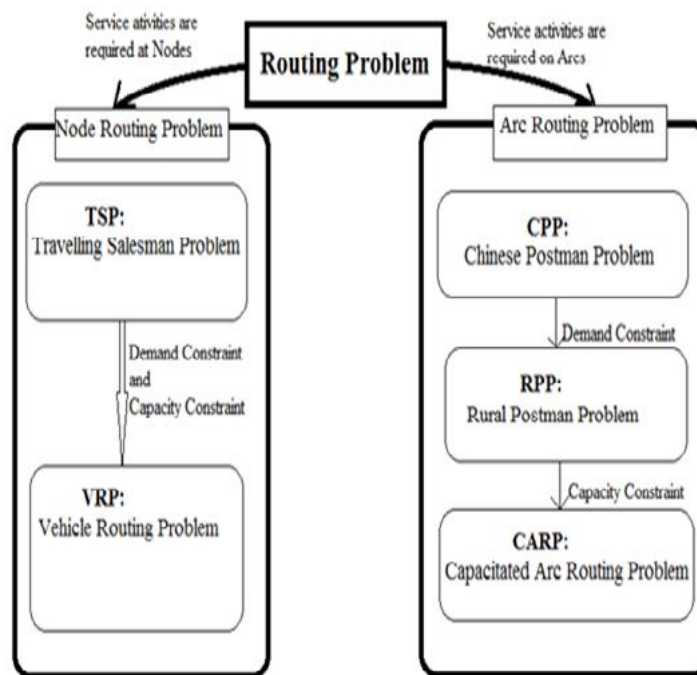 Service ativities are
required at Nodes
Routing Problem
Service activities are
required on Arcs
Node Routing Problem
TSP:
Travelling Salesman Problem
Demand Constraint
and
Capacity Constraint
VRP:
Vehicle Routing Problem
Arc Routing Problem
CPP:
Chinese Postman Problem
Demand Constraint
RPP:
Rural Postman Problem
Capacity Constraint
CARP:
Capacitated Arc Routing Problem